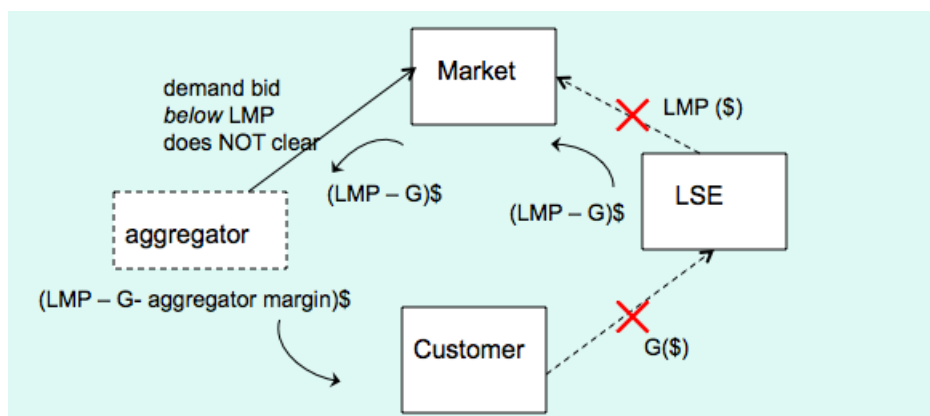 Market
demand bid
below LMP
does NOT clear
LMP ($)
(LMP – G)$
(LMP – G)$
LSE
aggregator
(LMP – G- aggregator margin)$
Customer
G($)